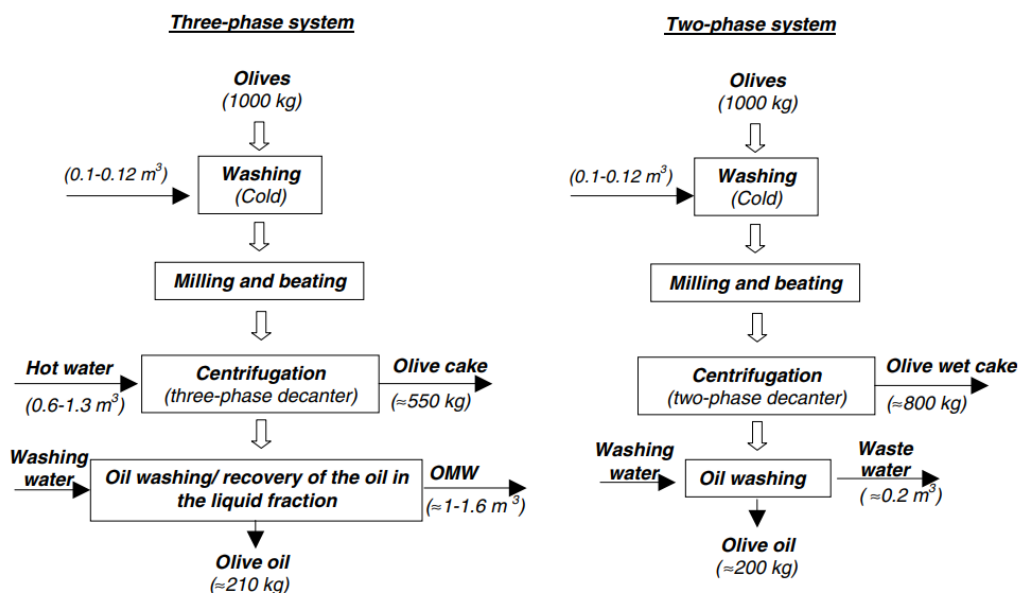 Three-phase system
Olives
(1000 kg)
(0.1-0.12 m³)
Washing
(Cold)
Milling and beating
Hot water
(0.6-1.3 m³)
Centrifugation
(three-phase decanter)
Olive cake
(≈550 kg)
Washing
water
Oil washing/ recovery of the oil in
the liquid fraction
OMW
(≈1-1.6 m³)
Olive oil
(≈210 kg)
Two-phase system
Olives
(1000 kg)
(0.1-0.12 m³)
Washing
(Cold)
Milling and beating
Centrifugation
(two-phase decanter)
Olive wet cake
(≈800 kg)
Washing
water
Oil washing
Waste
water
(≈0.2 m³)
Olive oil
(≈200 kg)